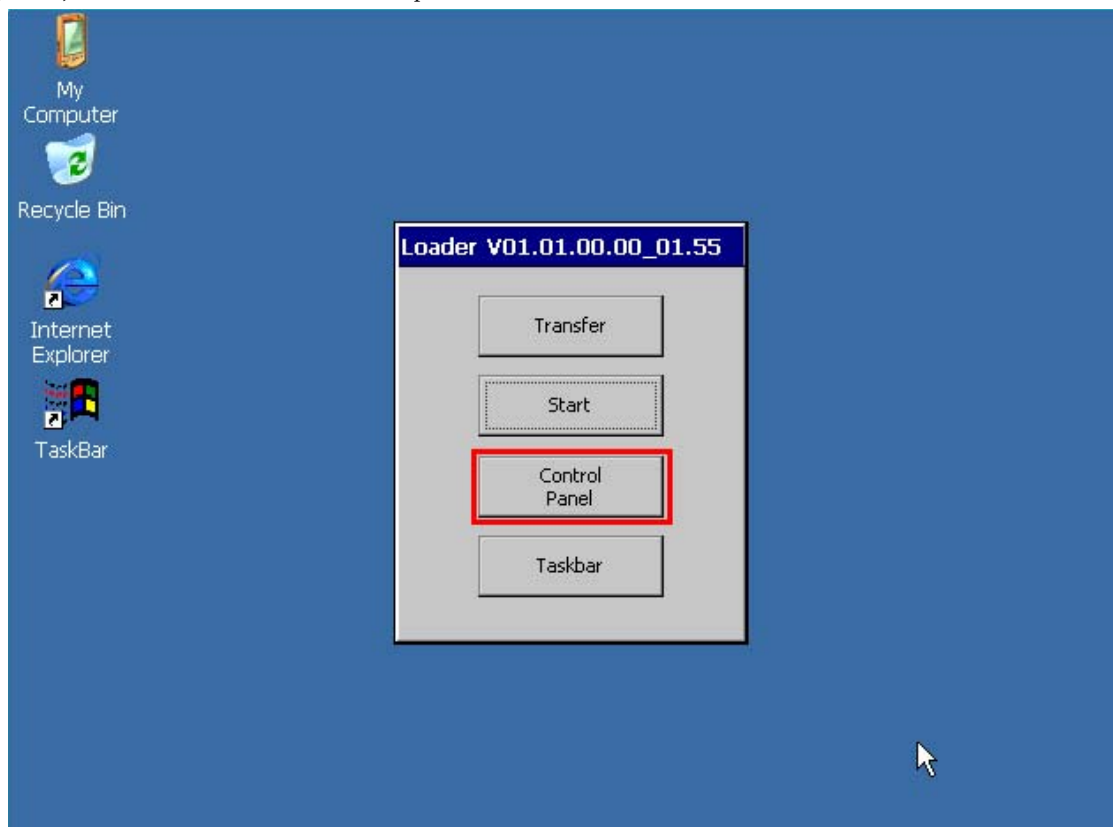 My
Computer
Recycle Bin
Internet
Explorer
TaskBar
Loader V01.01.00.00_01.55
Transfer
Start
Control
Panel
Taskbar